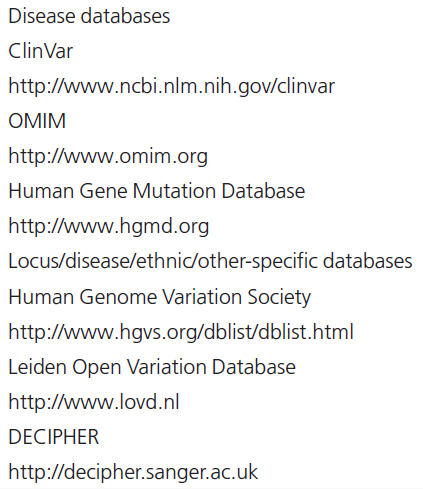 Disease databases
ClinVar
http://www.ncbi.nlm.nih.gov/clinvar
OMIM
http://www.omim.org
Human Gene Mutation Database
http://www.hgmd.org
Locus/disease/ethnic/other-specific databases
Human Genome Variation Society
http://www.hgvs.org/dblist/dblist.html
Leiden Open Variation Database
http://www.lovd.nl
DECIPHER
http://decipher.sanger.ac.uk